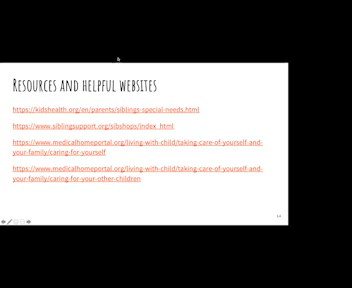 Resources and helpful websites
https://kidshealth.org/en/parents/siblings-special-needs.html
https://www.siblingsupport.org/sibshops/index_html
https://www.medicalhomeportal.org/living-with-child/taking-care-of-yourself-and-
your-family/caring-for-yourself
https://www.medicalhomeportal.org/living-with-child/taking-care-of-yourself-and-
your-family/caring-for-your-other-children